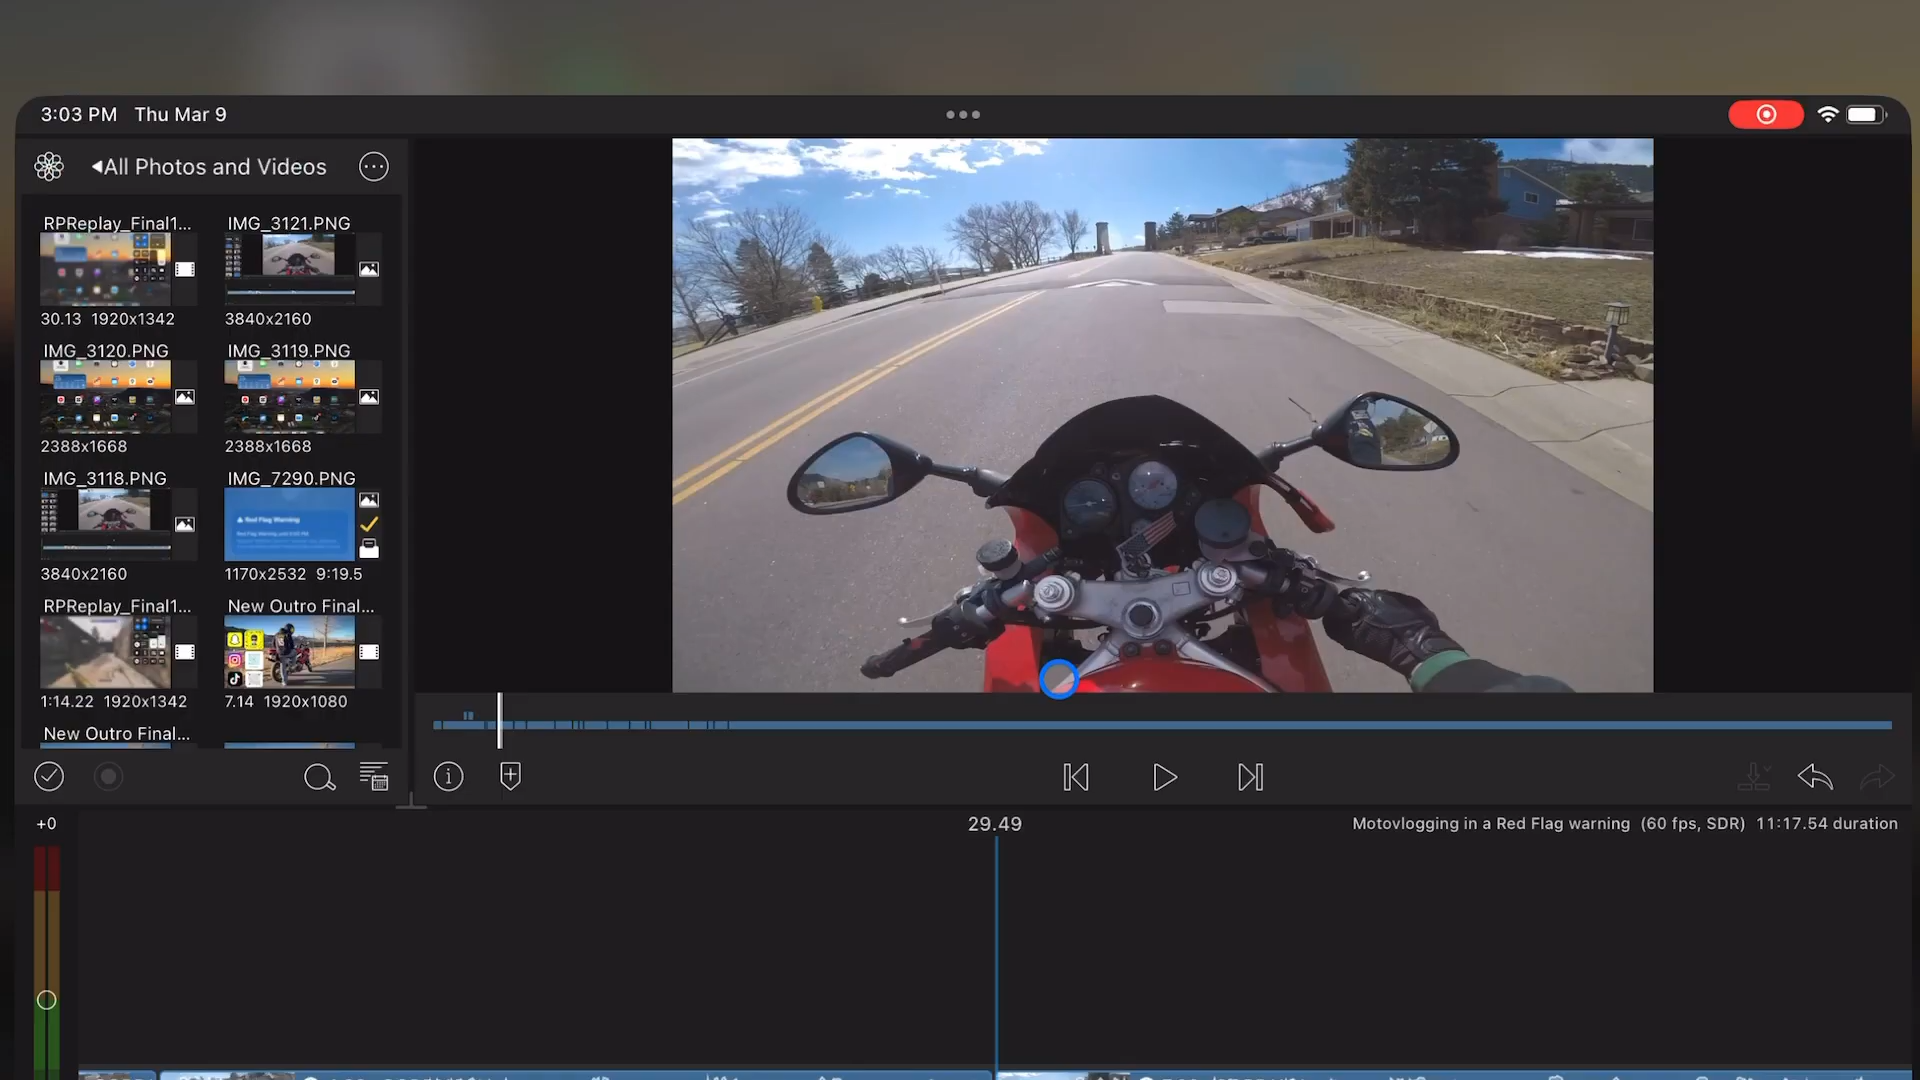 3:03 PM Thu Mar 9
All Photos and Videos
RPReplay_Final1... IMG_3121.PNG
30.13 1920x1342 3840x2160
IMG_3120.PNG IMG_3119.PNG
2388x1668 2388x1668
IMG_3118.PNG IMG_7290.PNG
Red Flag Warning
3840x2160 1170x2532 9:19.5
RPReplay_Final1... New Outro Final...
1:14.22 1920x1342 7.14 1920x1080
New Outro Final...
+0
29.49
Motovlogging in a Red Flag warning (60 fps, SDR) 11:17.54 duration